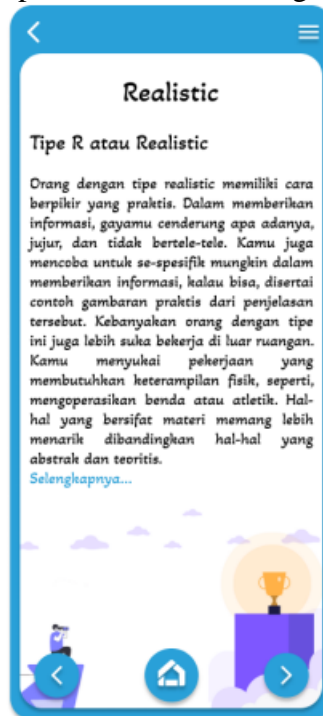 Realistic
Tipe R atau Realistic
Orang dengan tipe realistic memiliki cara
berpikir yang praktis. Dalam memberikan
informasi, gayamu cenderung apa adanya,
jujur, dan tidak bertele-tele. Kamu juga
mencoba untuk se-spesifik mungkin dalam
memberikan informasi, kalau bisa, disertai
contoh gambaran praktis dari penjelasan
tersebut. Kebanyakan orang dengan tipe
ini juga lebih suka bekerja di luar ruangan.
Kamu menyukai pekerjaan yang
membutuhkan keterampilan fisik, seperti,
mengoperasikan benda atau atletik. Hal-
hal yang bersifat materi memang lebih
menarik dibandingkan hal-hal yang
abstrak dan teoritis.
Selengkapnya...